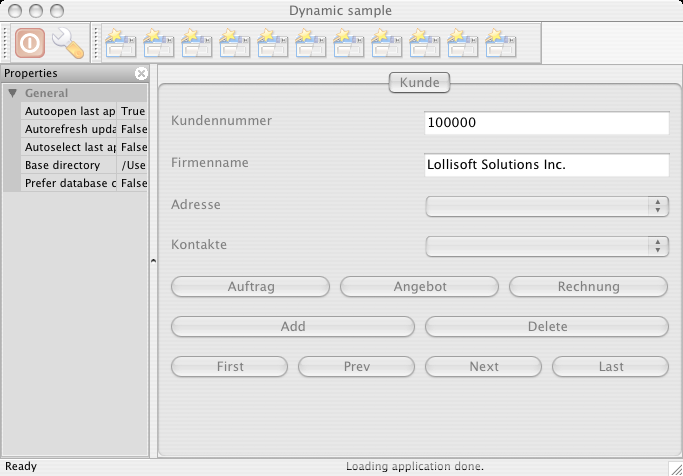 Dynamic sample
Properties
General
Autoopen last ap True
Autorefresh upda False
Autoselect last ap False
Base directory /Use
Prefer database c False
Kunde
Kundennummer 100000
Firmenname Lollisoft Solutions Inc.
Adresse
Kontakte
Auftrag Angebot Rechnung
Add Delete
First Prev Next Last
Ready Loading application done.